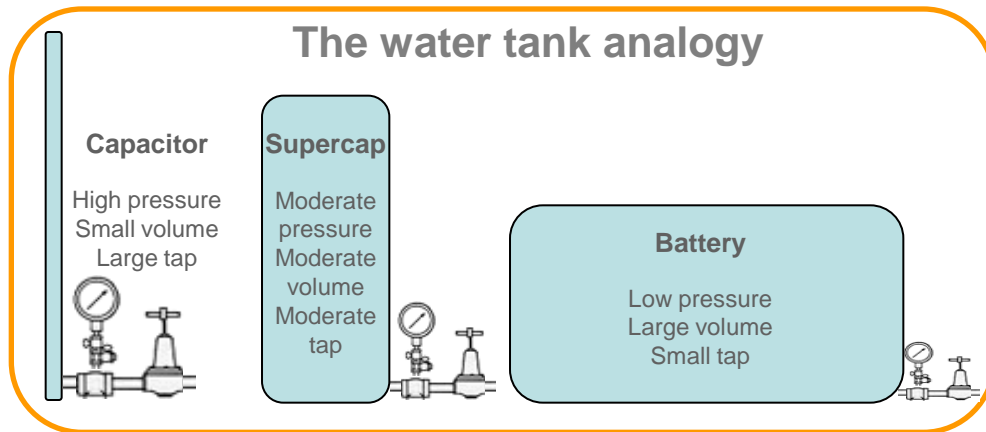 The water tank analogy
Capacitor
High pressure
Small volume
Large tap
Supercap
Moderate
pressure
Moderate
volume
Moderate
tap
Battery
Low pressure
Large volume
Small tap